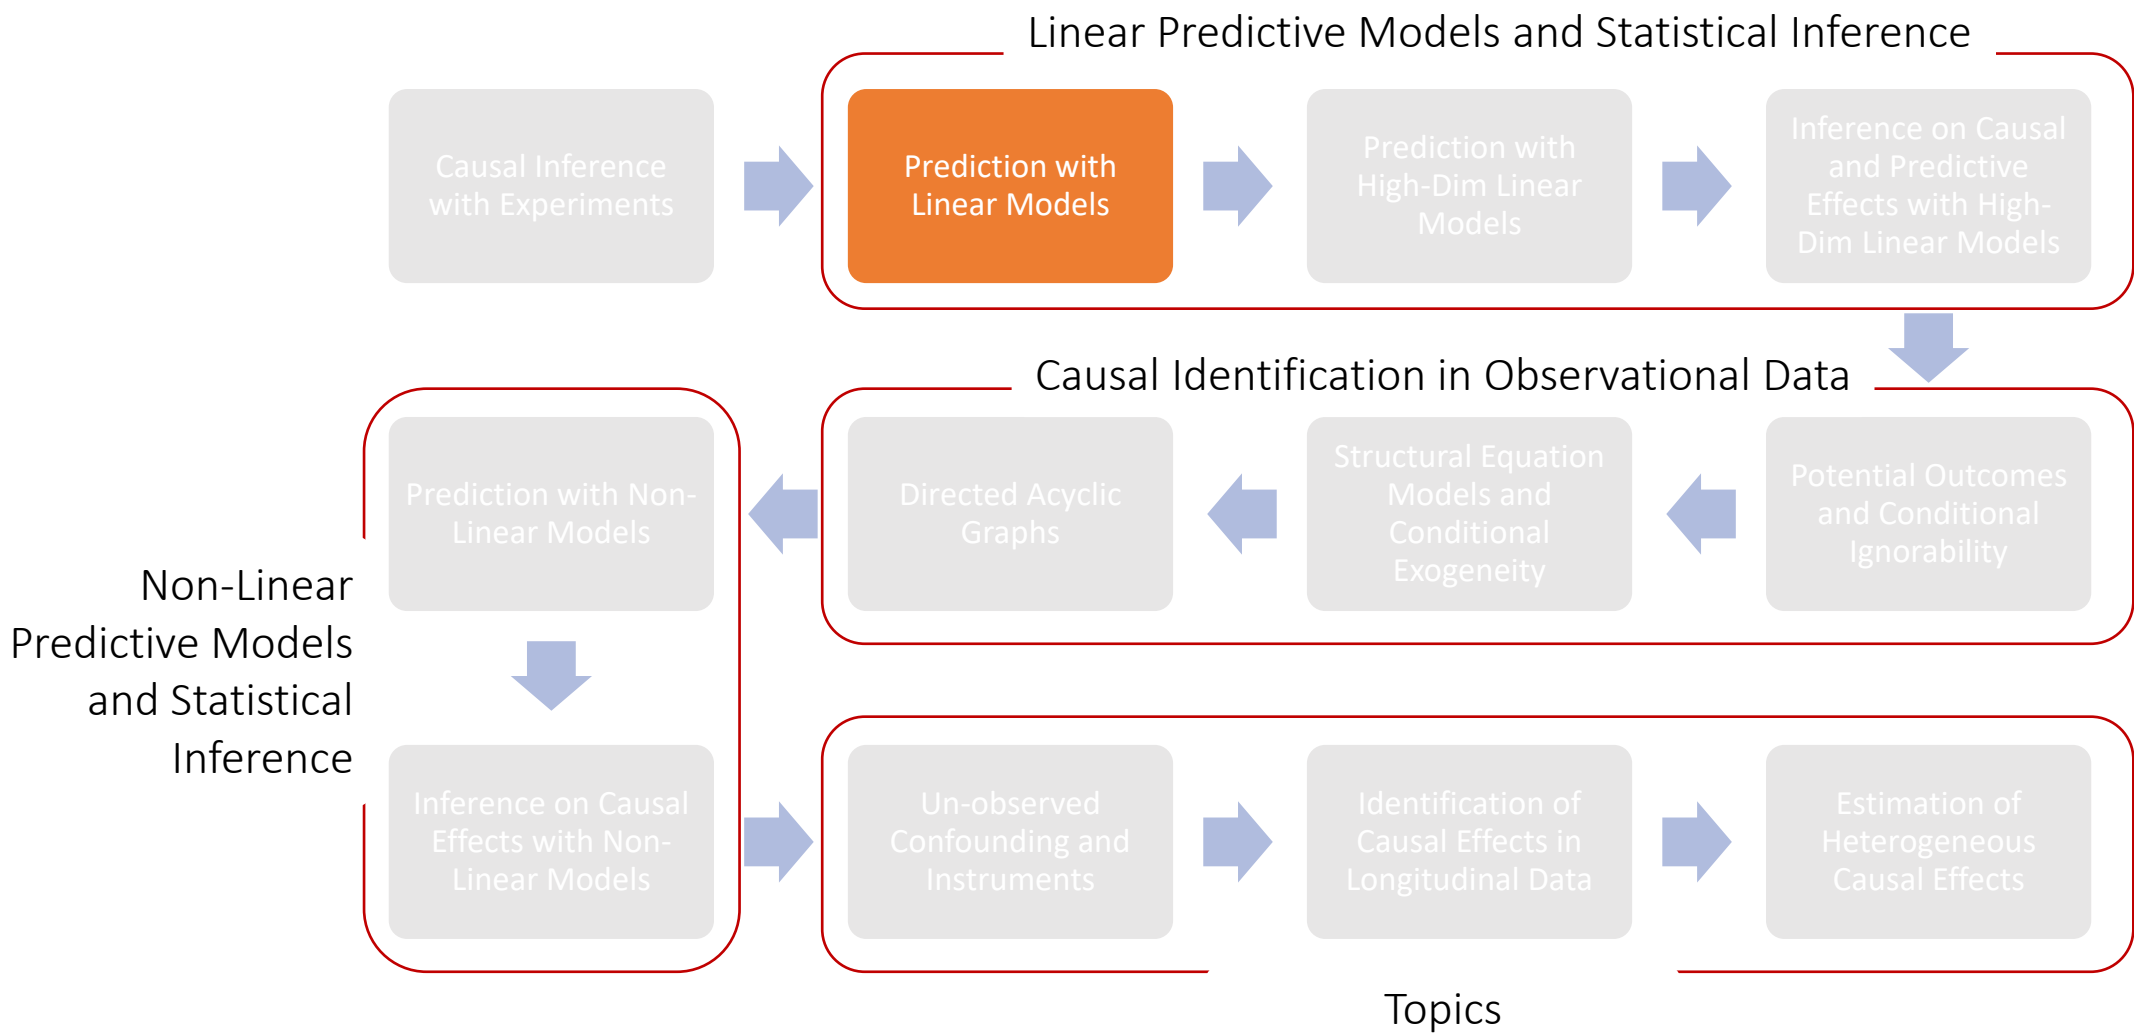 Linear Predictive Models and Statistical Inference
Causal Inference
with Experiments
Prediction with
Linear Models
Prediction with
High-Dim Linear
Models
Inference on Causal
and Predictive
Effects with High-
Dim Linear Models
Causal Identification in Observational Data
Potential Outcomes
and Conditional
Ignorability
Structural Equation
Models and
Conditional
Exogeneity
Directed Acyclic
Graphs
Prediction with Non-
Linear Models
Non-Linear
Predictive Models
and Statistical
Inference
Inference on Causal
Effects with Non-
Linear Models
Un-observed
Confounding and
Instruments
Identification of
Causal Effects in
Longitudinal Data
Estimation of
Heterogeneous
Causal Effects
Topics